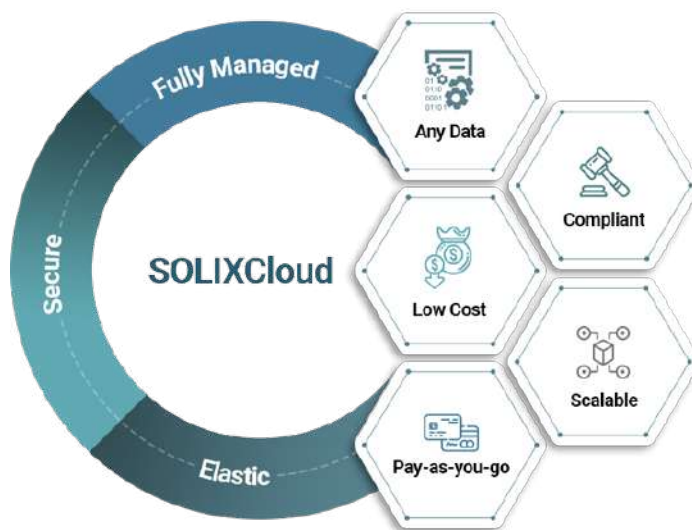 Fully Managed
Secure
Elastic
SOLIXCloud
Any Data
Compliant
Low Cost
Scalable
Pay-as-you-go